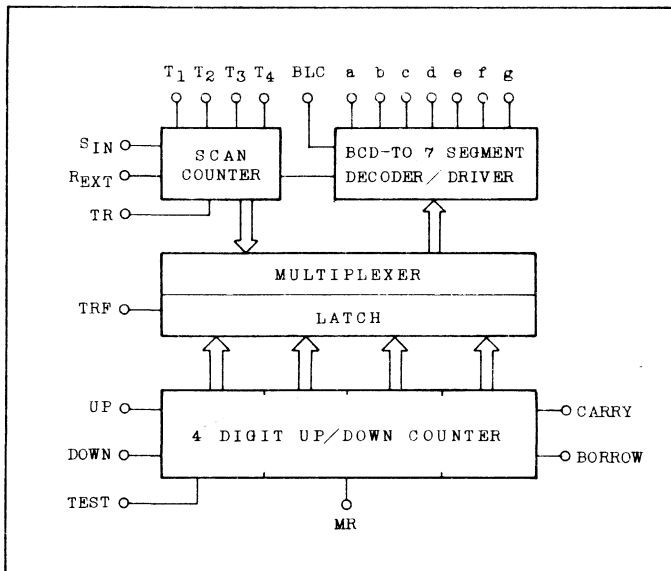 T1 T2 T3 T4 BLC a b c d e f g
SIN
REXT
TR
SCAN
COUNTER
BCD-TO 7 SEGMENT
DECODER/DRIVER
MULTIPLEXER
TRF
LATCH
UP
DOWN
TEST
4 DIGIT UP/DOWN COUNTER
CARRY
BORROW
MR